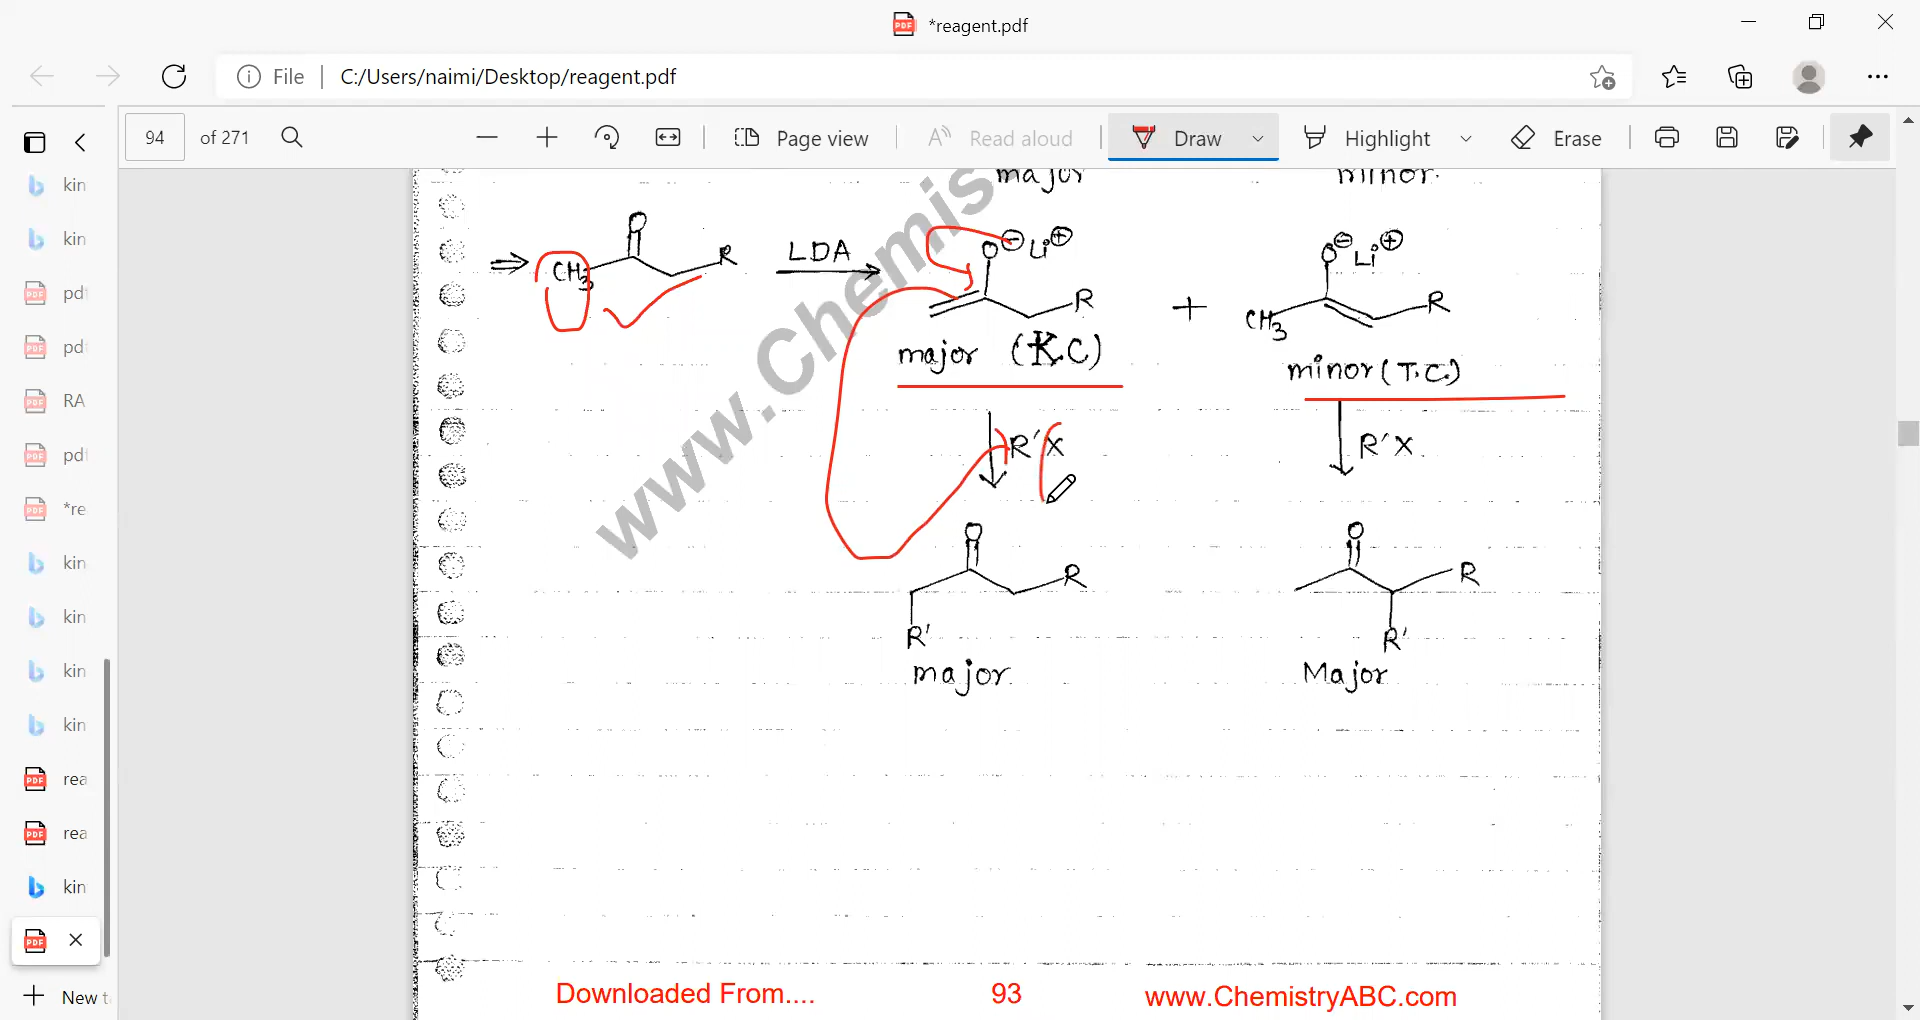 *reagent.pdf
File
C:/Users/naimi/Desktop/reagent.pdf
94 of 271
Page view
Read aloud
Draw
Highlight
Erase
kin
kin
pdf
pd
RA
pd
*re
kin
kin
kin
kin
rea
rea
kin
New t
major minor.
⇒ CH3 O R LDA O⊖ Li⊕ R + CH3 O⊖ Li⊕ R
major (K.C) minor (T.C.)
R'X R'X
O R R' O R R'
major Major
www.Chemis
Downloaded From.... 93 www.ChemistryABC.com